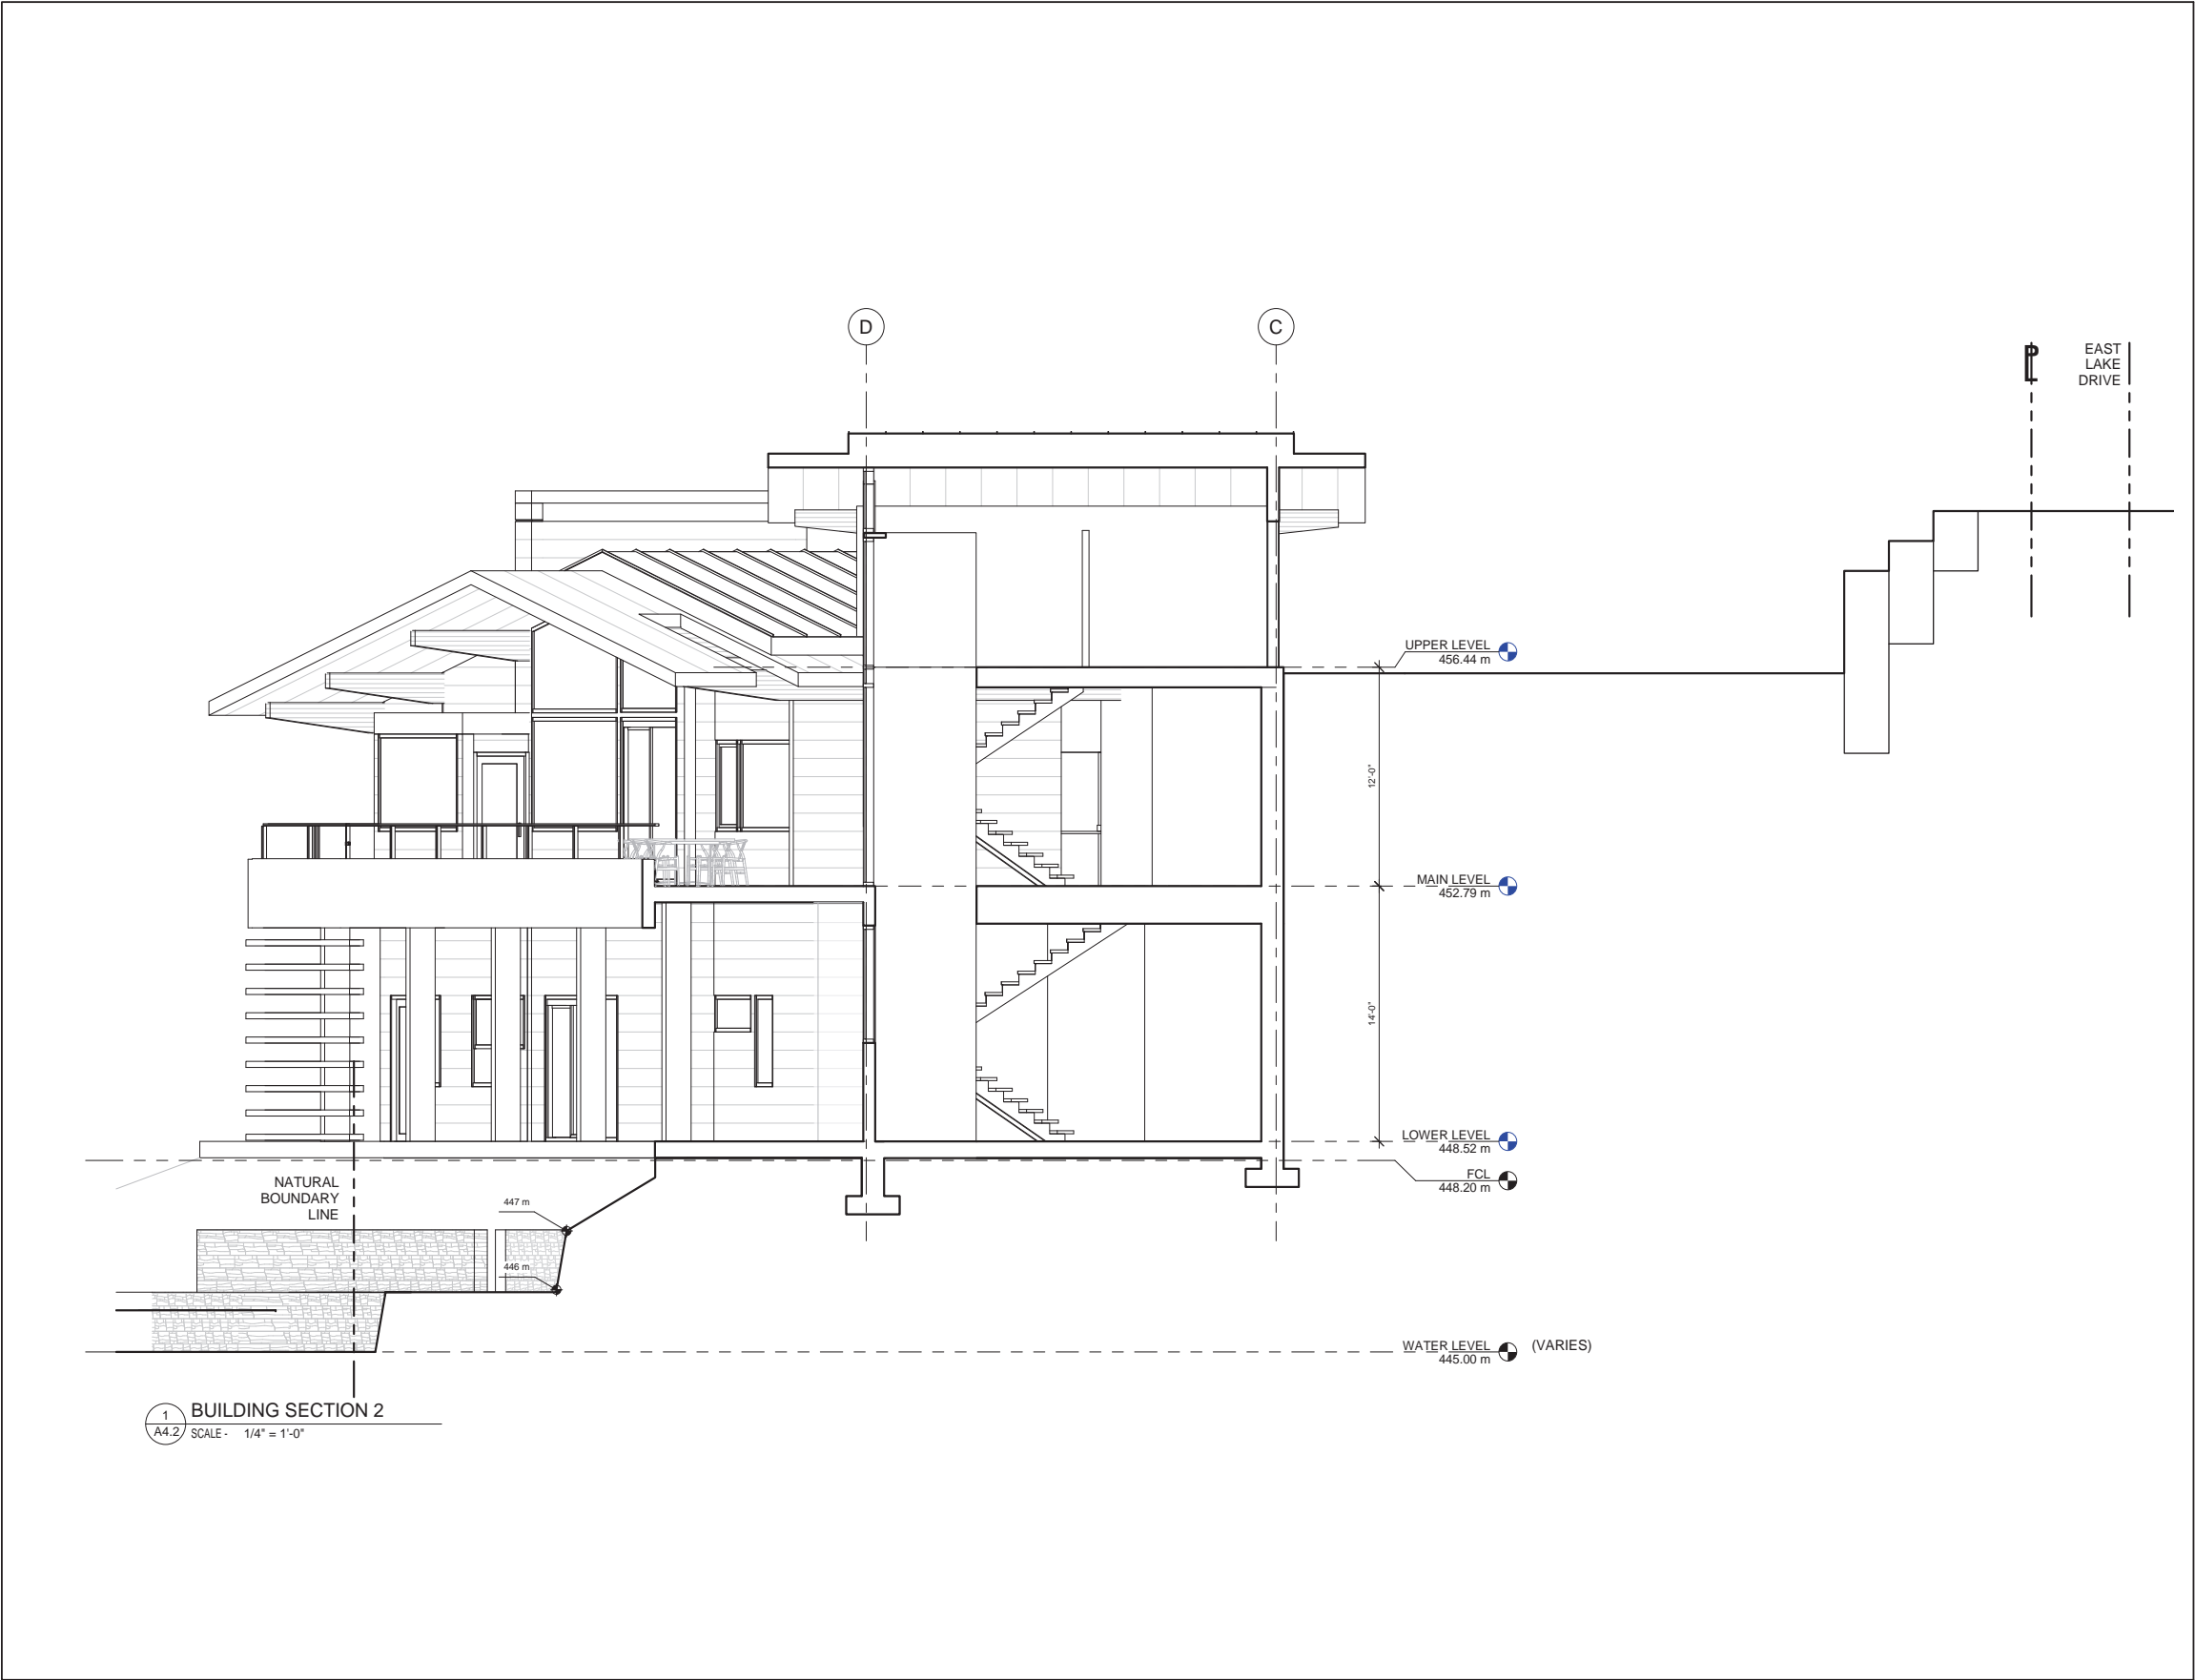 D
C
EAST
LAKE
DRIVE
UPPER LEVEL
456.44 m
12'-0"
MAIN LEVEL
452.79 m
14'-0"
LOWER LEVEL
448.52 m
FCL
448.20 m
NATURAL
BOUNDARY
LINE
447 m
446 m
WATER LEVEL
445.00 m
(VARIES)
1
A4.2
BUILDING SECTION 2
SCALE - 1/4" = 1'-0"